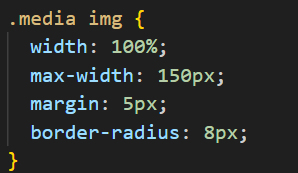 .media img {
  width: 100%;
  max-width: 150px;
  margin: 5px;
  border-radius: 8px;
}